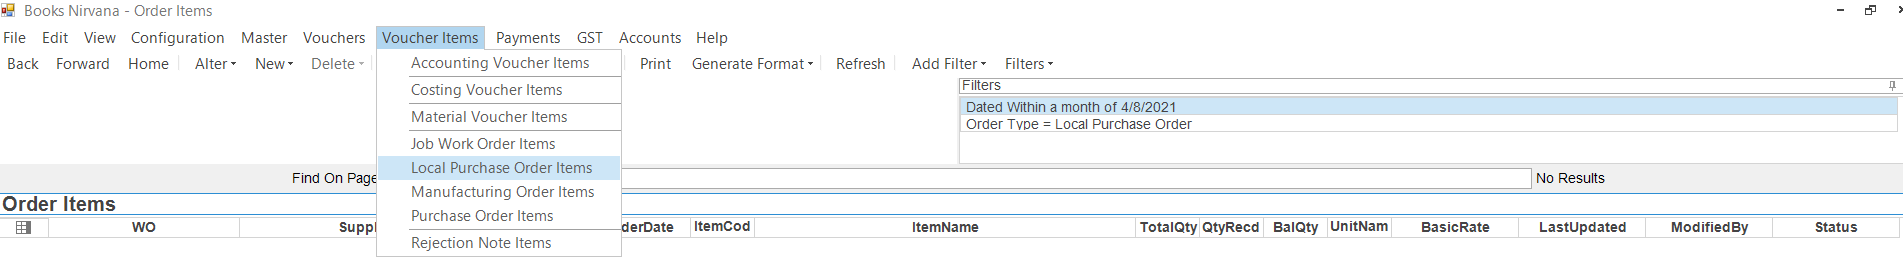 Books Nirvana - Order Items
File Edit View Configuration Master Vouchers Voucher Items Payments GST Accounts Help
Back Forward Home Alter New Delete Print Generate Format Refresh Add Filter Filters
Accounting Voucher Items
Costing Voucher Items
Material Voucher Items
Job Work Order Items
Local Purchase Order Items
Manufacturing Order Items
Purchase Order Items
Rejection Note Items
Filters
Dated Within a month of 4/8/2021
Order Type = Local Purchase Order
Find On Page No Results
Order Items
WO Suppl derDate ItemCod ItemName TotalQty QtyRecd BalQty UnitNam BasicRate LastUpdated ModifiedBy Status